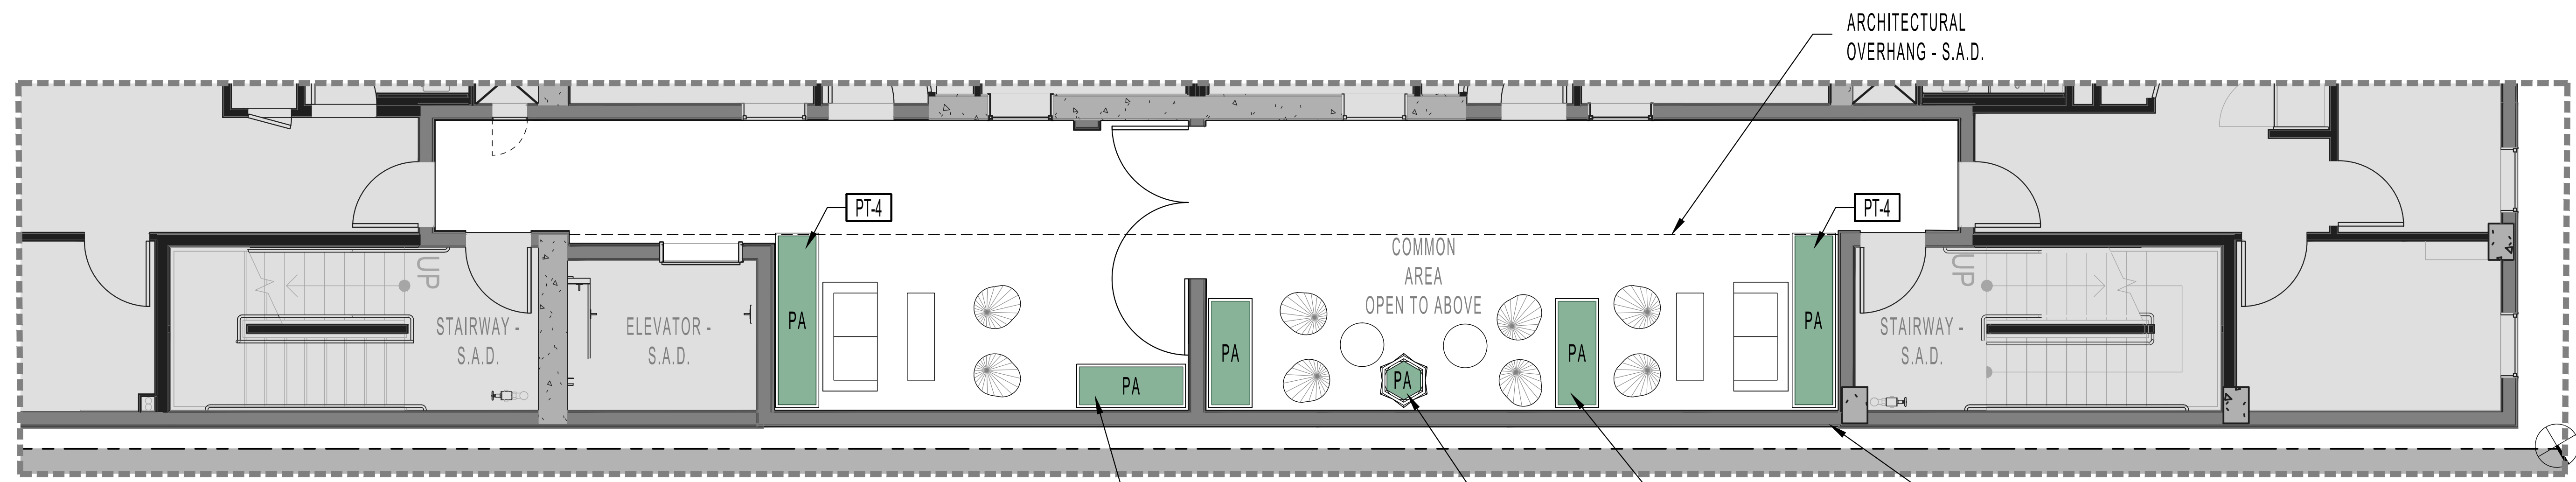 ARCHITECTURAL
OVERHANG - S.A.D.
PT-4
PT-4
COMMON
AREA
OPEN TO ABOVE
UP
UP
STAIRWAY -
S.A.D.
ELEVATOR -
S.A.D.
STAIRWAY -
S.A.D.
PA
PA
PA
PA
PA
PA